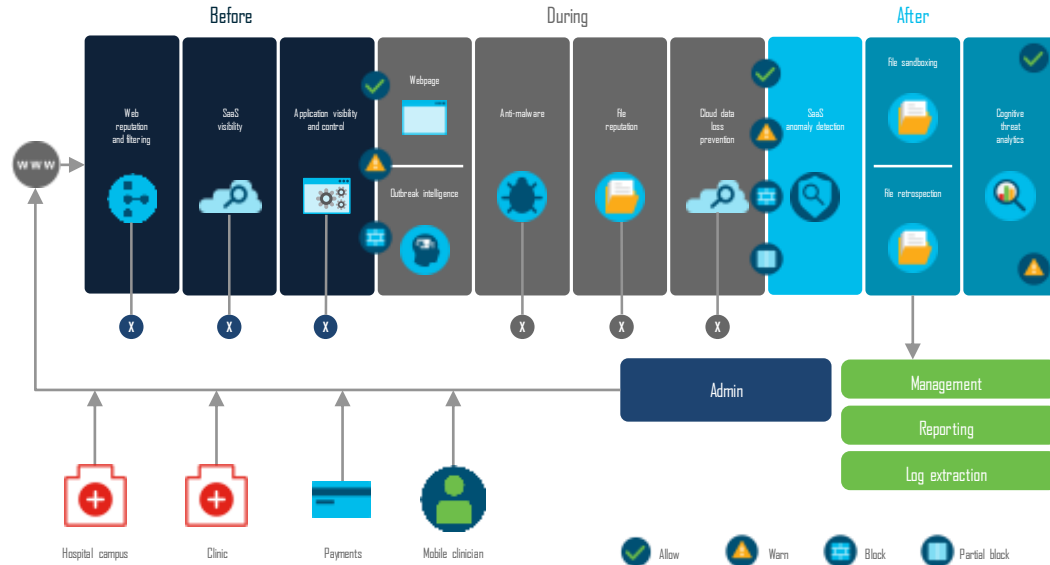 Before
During
After
Web
reputation
and filtering
SaaS
visibility
Application visibility
and control
Webpage
Outbreak intelligence
Anti-malware
File
reputation
Cloud data
loss
prevention
SaaS
anomaly detection
File sandboxing
File retrospection
Cognitive
threat
analytics
www
X
X
X
X
X
X
Admin
Management
Reporting
Log extraction
Hospital campus
Clinic
Payments
Mobile clinician
Allow
Warn
Block
Partial block